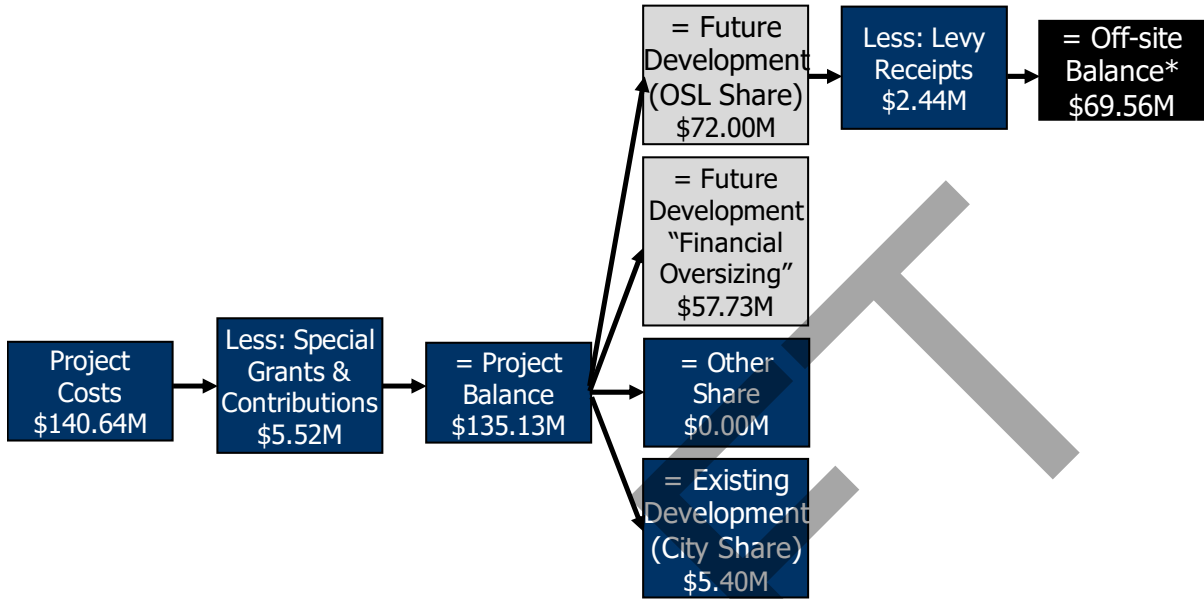 Project
Costs
$140.64M
Less: Special
Grants &
Contributions
$5.52M
= Project
Balance
$135.13M
= Future
Development
(OSL Share)
$72.00M
Less: Levy
Receipts
$2.44M
= Off-site
Balance*
$69.56M
= Future
Development
“Financial
Oversizing”
$57.73M
= Other
Share
$0.00M
= Existing
Development
(City Share)
$5.40M